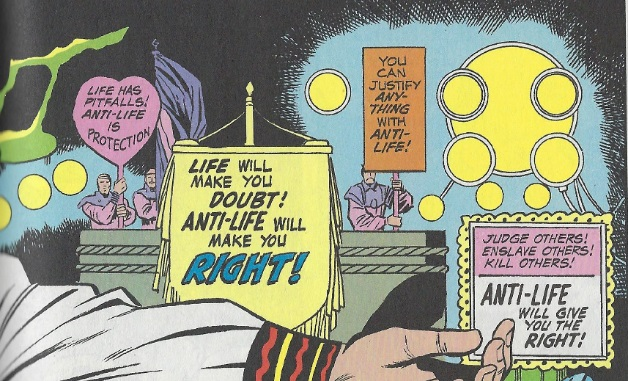 LIFE HAS
PITFALLS!
ANTI-LIFE
IS
PROTECTION
YOU
CAN
JUSTIFY
ANY-
THING
WITH
ANTI-
LIFE!
LIFE WILL
MAKE YOU
DOUBT!
ANTI-LIFE WILL
MAKE YOU
RIGHT!
JUDGE OTHERS!
ENSLAVE OTHERS!
KILL OTHERS!
ANTI-LIFE
WILL GIVE
YOU THE
RIGHT!